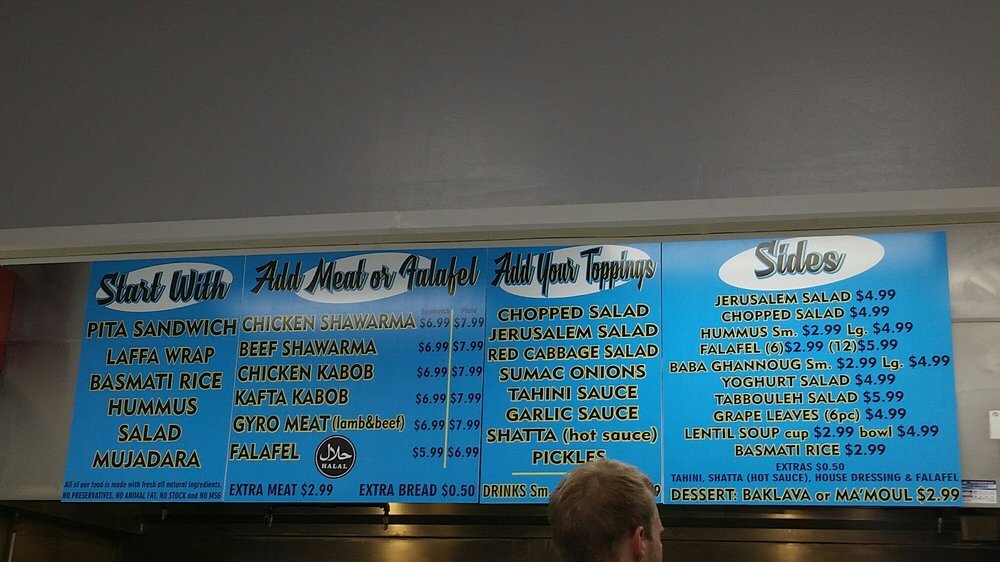 Start With
PITA SANDWICH
LAFFA WRAP
BASMATI RICE
HUMMUS
SALAD
MUJADARA
All of our food is made with fresh all natural ingredients.
NO PRESERVATIVES, NO ANIMAL FAT, NO STOCK and NO MSG
Add Meat or Falafel
Sandwich Plate
CHICKEN SHAWARMA $6.99 $7.99
BEEF SHAWARMA $6.99 $7.99
CHICKEN KABOB $6.99 $7.99
KAFTA KABOB $6.99 $7.99
GYRO MEAT (lamb&beef) $6.99 $7.99
FALAFEL $5.99 $6.99
حلال
HALAL
EXTRA MEAT $2.99 EXTRA BREAD $0.50
Add Your Toppings
CHOPPED SALAD
JERUSALEM SALAD
RED CABBAGE SALAD
SUMAC ONIONS
TAHINI SAUCE
GARLIC SAUCE
SHATTA (hot sauce)
PICKLES
DRINKS Sm.
Sides
JERUSALEM SALAD $4.99
CHOPPED SALAD $4.99
HUMMUS Sm. $2.99 Lg. $4.99
FALAFEL (6)$2.99 (12)$5.99
BABA GHANNOUG Sm. $2.99 Lg. $4.99
YOGHURT SALAD $4.99
TABBOULEH SALAD $5.99
GRAPE LEAVES (6pc) $4.99
LENTIL SOUP cup $2.99 bowl $4.99
BASMATI RICE $2.99
EXTRAS $0.50
TAHINI, SHATTA (HOT SAUCE), HOUSE DRESSING & FALAFEL
DESSERT: BAKLAVA or MA'MOUL $2.99